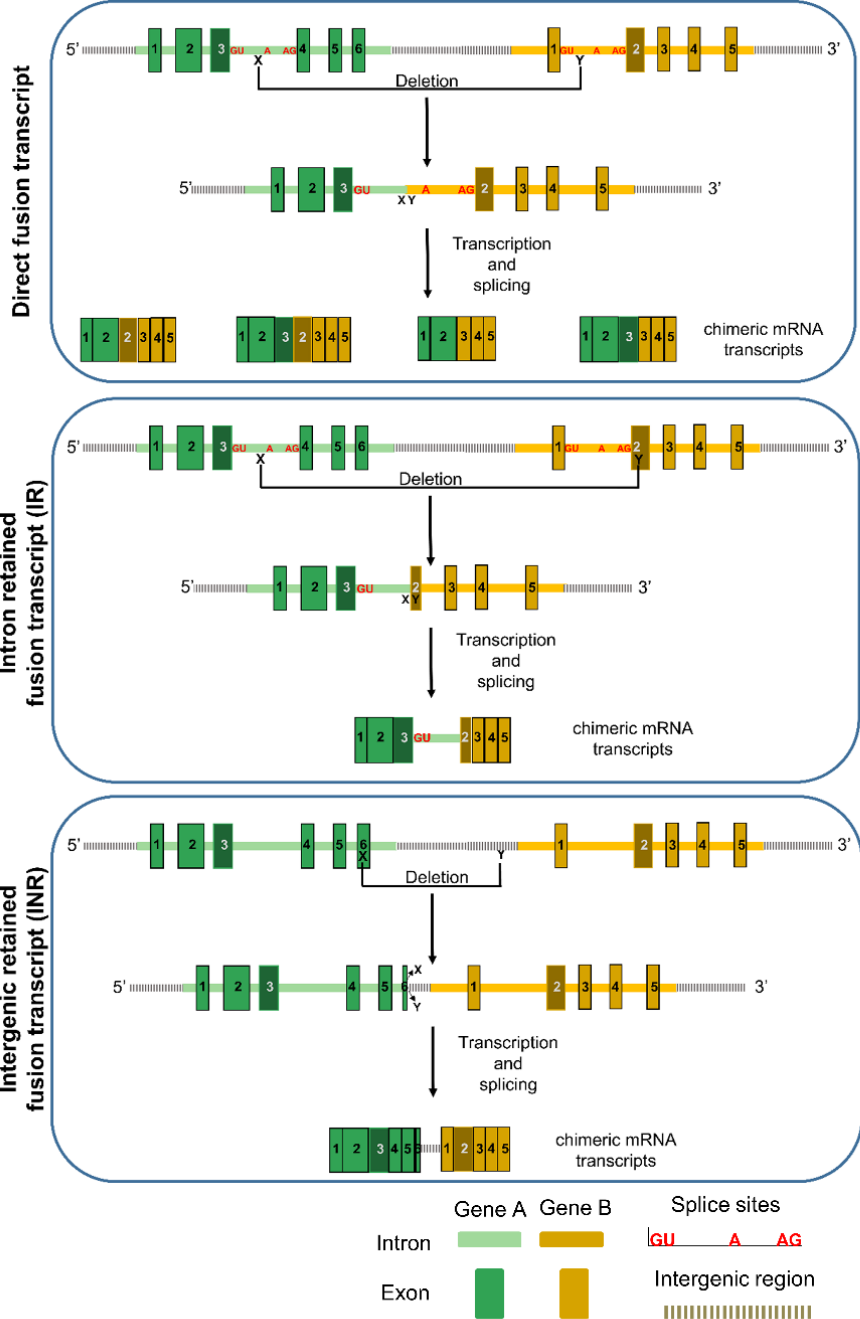 Direct fusion transcript
5’ 1 2 3 GU A AG 4 5 6 1 GU A AG 2 3 4 5 3’
X Y
Deletion
5’ 1 2 3 GU A AG 2 3 4 5 3’
X Y
Transcription
and
splicing
1 2 2 3 4 5
1 2 3 2 3 4 5
1 2 3 4 5
1 2 3 3 4 5
chimeric mRNA
transcripts
Intron retained
fusion transcript (IR)
5’ 1 2 3 GU A AG 4 5 6 1 GU A AG 2 3 4 5 3’
X Y
Deletion
5’ 1 2 3 GU 2 3 4 5 3’
X Y
Transcription
and
splicing
1 2 3 GU 2 3 4 5
chimeric mRNA
transcripts
Intergenic retained
fusion transcript (INR)
5’ 1 2 3 4 5 6 1 2 3 4 5 3’
X Y
Deletion
5’ 1 2 3 4 5 6 1 2 3 4 5 3’
X
Y
Transcription
and
splicing
1 2 3 4 5 1 2 3 4 5
chimeric mRNA
transcripts
Gene A Gene B Splice sites
Intron GU A AG
Exon Intergenic region